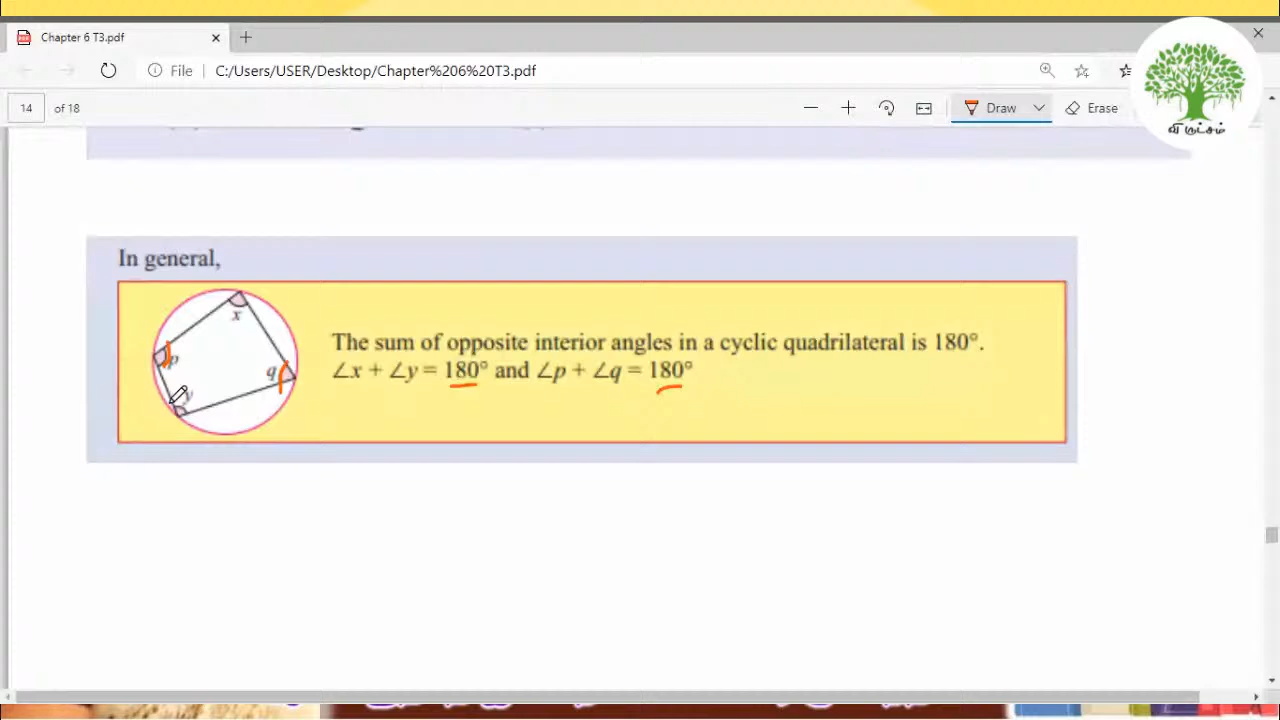 Chapter 6 T3.pdf
File
C:/Users/USER/Desktop/Chapter%206%20T3.pdf
14 of 18
Draw
Erase
விருட்சம்
In general,
x
p
q
y
The sum of opposite interior angles in a cyclic quadrilateral is 180°.
∠x + ∠y = 180° and ∠p + ∠q = 180°